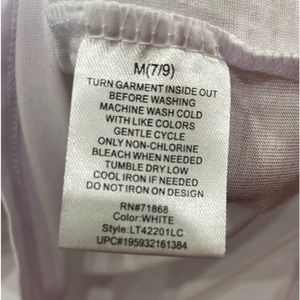 M(7/9)
TURN GARMENT INSIDE OUT
BEFORE WASHING
MACHINE WASH COLD
WITH LIKE COLORS
GENTLE CYCLE
ONLY NON-CHLORINE
BLEACH WHEN NEEDED
TUMBLE DRY LOW
COOL IRON IF NEEDED
DO NOT IRON ON DESIGN
RN#71868
Color:WHITE
Style:LT42201LC
UPC#195932161384